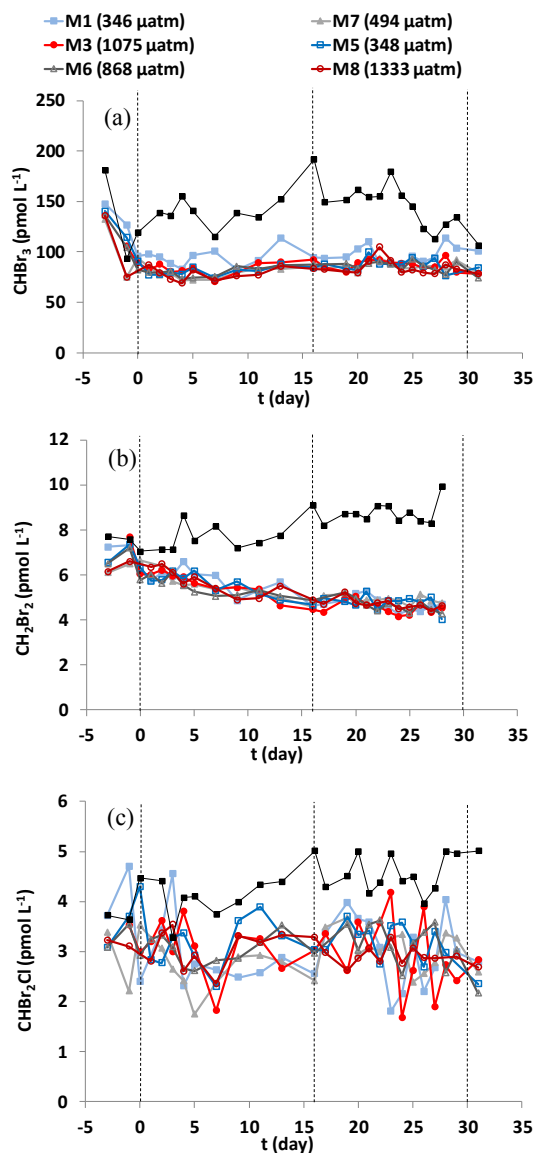 M1 (346 µatm) M7 (494 µatm)
M3 (1075 µatm) M5 (348 µatm)
M6 (868 µatm) M8 (1333 µatm)
250
(a)
200
150
100
50
0
CHBr3 (pmol L-1)
-5 0 5 10 15 20 25 30 35
t (day)
12
(b)
10
8
6
4
2
0
CH2Br2 (pmol L-1)
-5 0 5 10 15 20 25 30 35
t (day)
6
(c)
5
4
3
2
1
0
CHBr2Cl (pmol L-1)
-5 0 5 10 15 20 25 30 35
t (day)